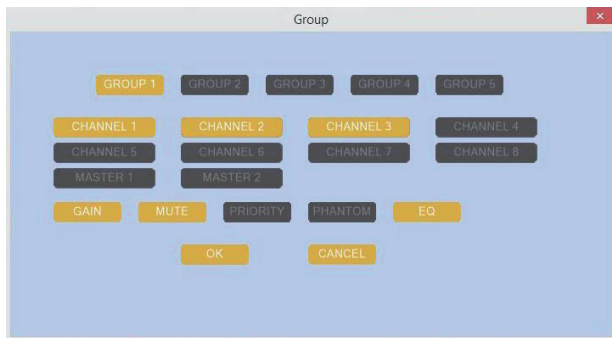 Group
GROUP 1 GROUP 2 GROUP 3 GROUP 4 GROUP 5
CHANNEL 1 CHANNEL 2 CHANNEL 3 CHANNEL 4
CHANNEL 5 CHANNEL 6 CHANNEL 7 CHANNEL 8
MASTER 1 MASTER 2
GAIN MUTE PRIORITY PHANTOM EQ
OK CANCEL